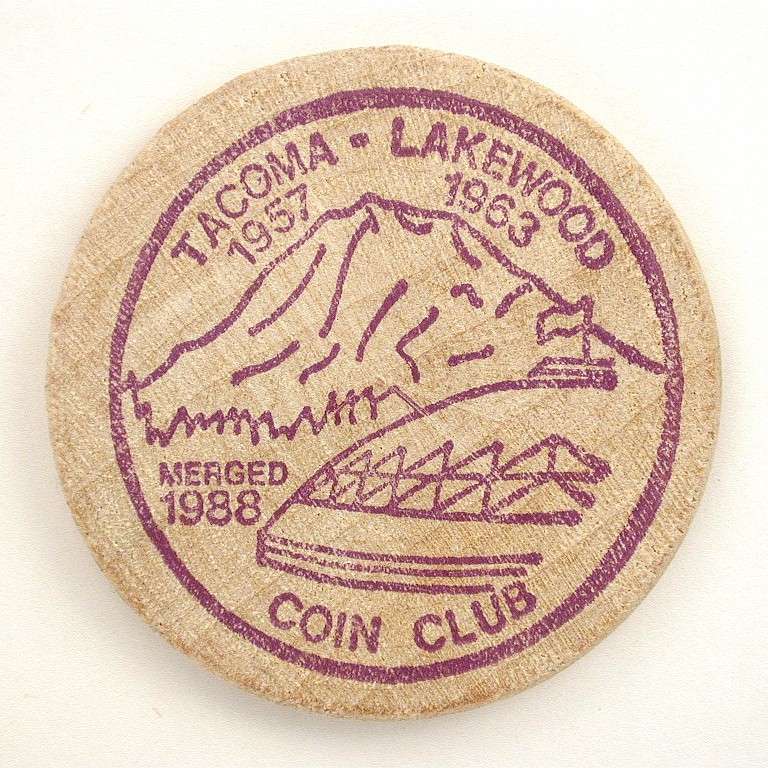 TACOMA - LAKEWOOD
1957 1963
MERGED
1988
COIN CLUB